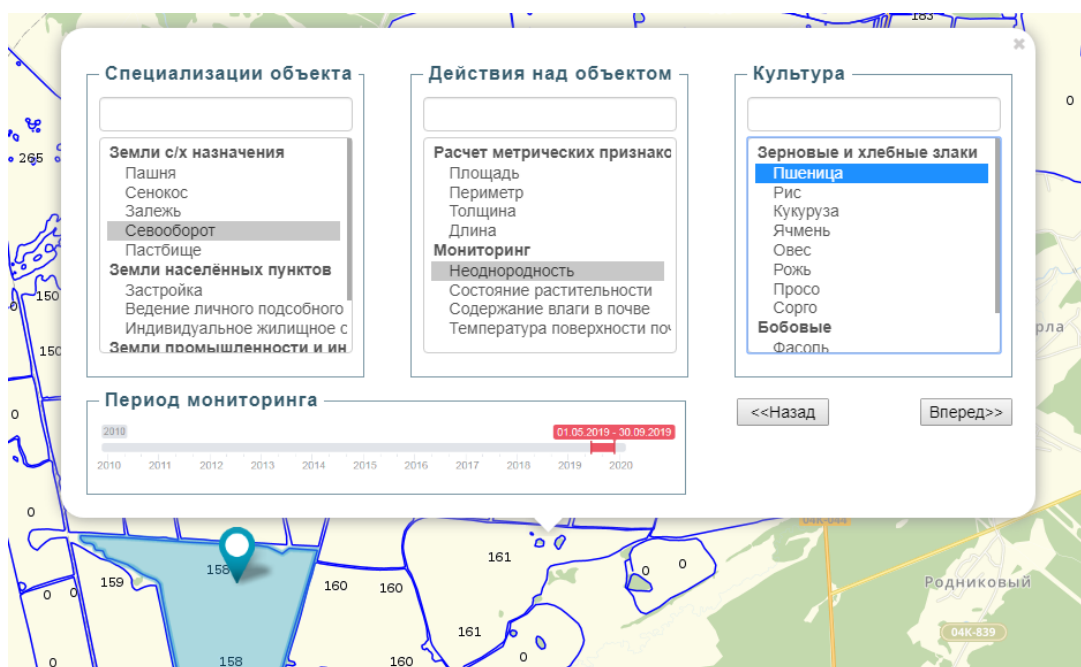 183
0
265
150
150
0
0
рла
Специализации объекта
Земли с/х назначения
Пашня
Сенокос
Залежь
Севооборот
Пастбище
Земли населённых пунктов
Застройка
Ведение личного подсобного
Индивидуальное жилищное с
Земли промышленности и ин
Действия над объектом
Расчет метрических признако
Площадь
Периметр
Толщина
Длина
Мониторинг
Неоднородность
Состояние растительности
Содержание влаги в почве
Температура поверхности поч
Культура
Зерновые и хлебные злаки
Пшеница
Рис
Кукуруза
Ячмень
Овес
Рожь
Просо
Сорго
Бобовые
Фасоль
Период мониторинга
2010
01.05.2019 - 30.09.2019
2010 2011 2012 2013 2014 2015 2016 2017 2018 2019 2020
<<Назад
Вперед>>
0
04К-044
158
161
0
0
0
0
159
160
160
Родниковый
0
158
160
161
0
04К-839